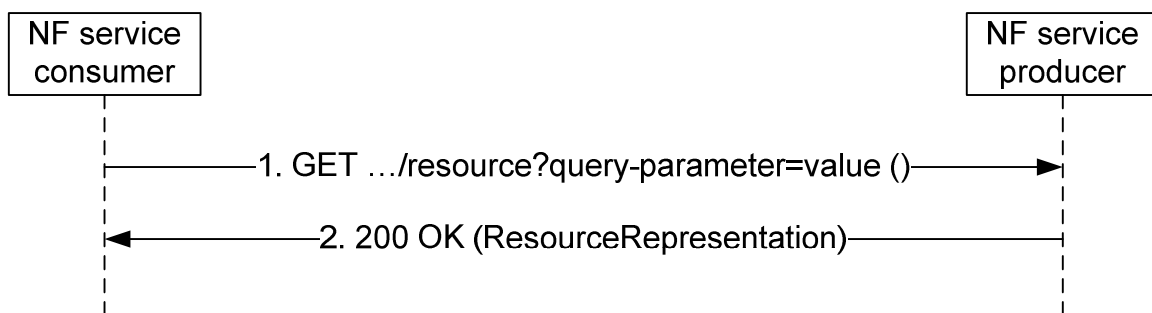 NF service
consumer
NF service
producer
1. GET …/resource?query-parameter=value ()
2. 200 OK (ResourceRepresentation)